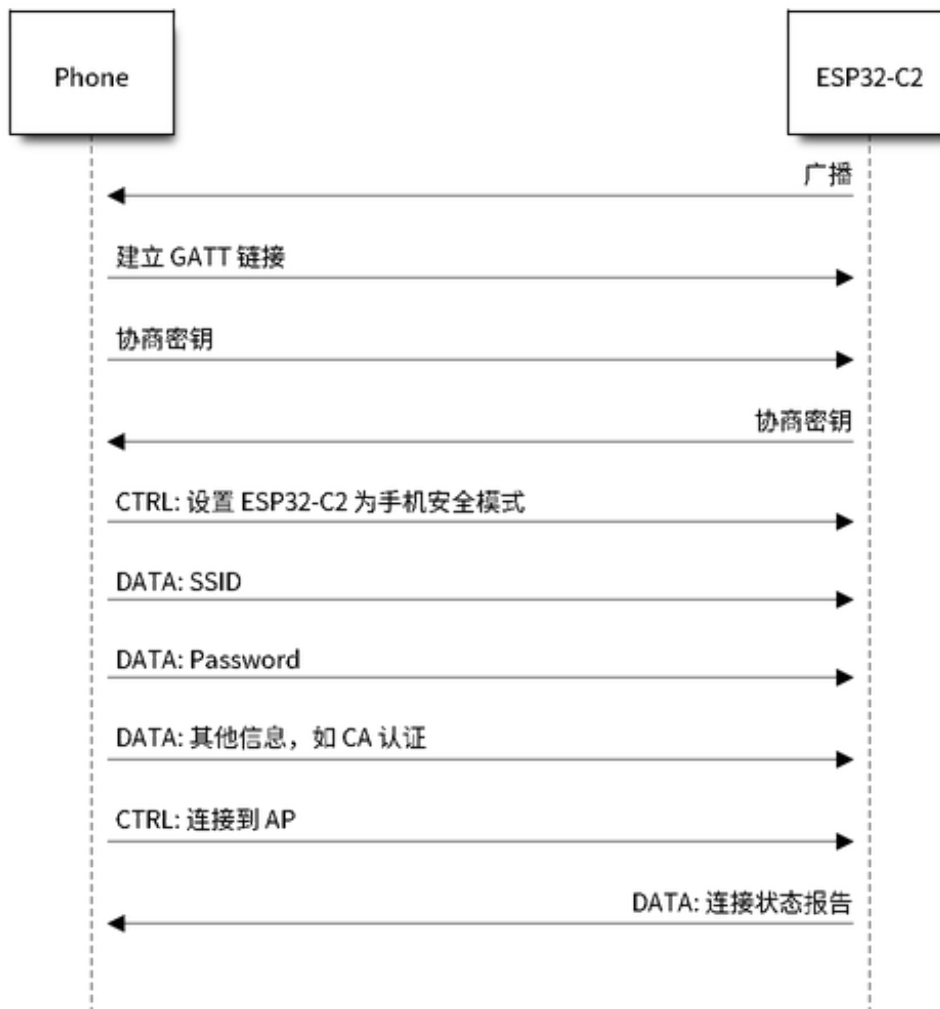 Phone
ESP32-C2
广播
建立 GATT 链接
协商密钥
协商密钥
CTRL: 设置 ESP32-C2 为手机安全模式
DATA: SSID
DATA: Password
DATA: 其他信息，如 CA 认证
CTRL: 连接到 AP
DATA: 连接状态报告